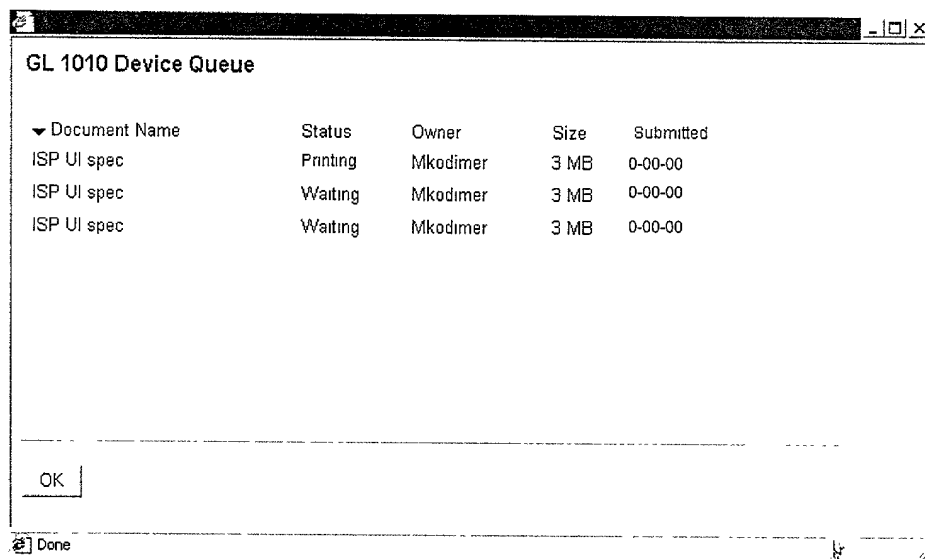 GL 1010 Device Queue
Document Name Status Owner Size Submitted
ISP UI spec Printing Mkodimer 3 MB 0-00-00
ISP UI spec Waiting Mkodimer 3 MB 0-00-00
ISP UI spec Waiting Mkodimer 3 MB 0-00-00
OK
Done